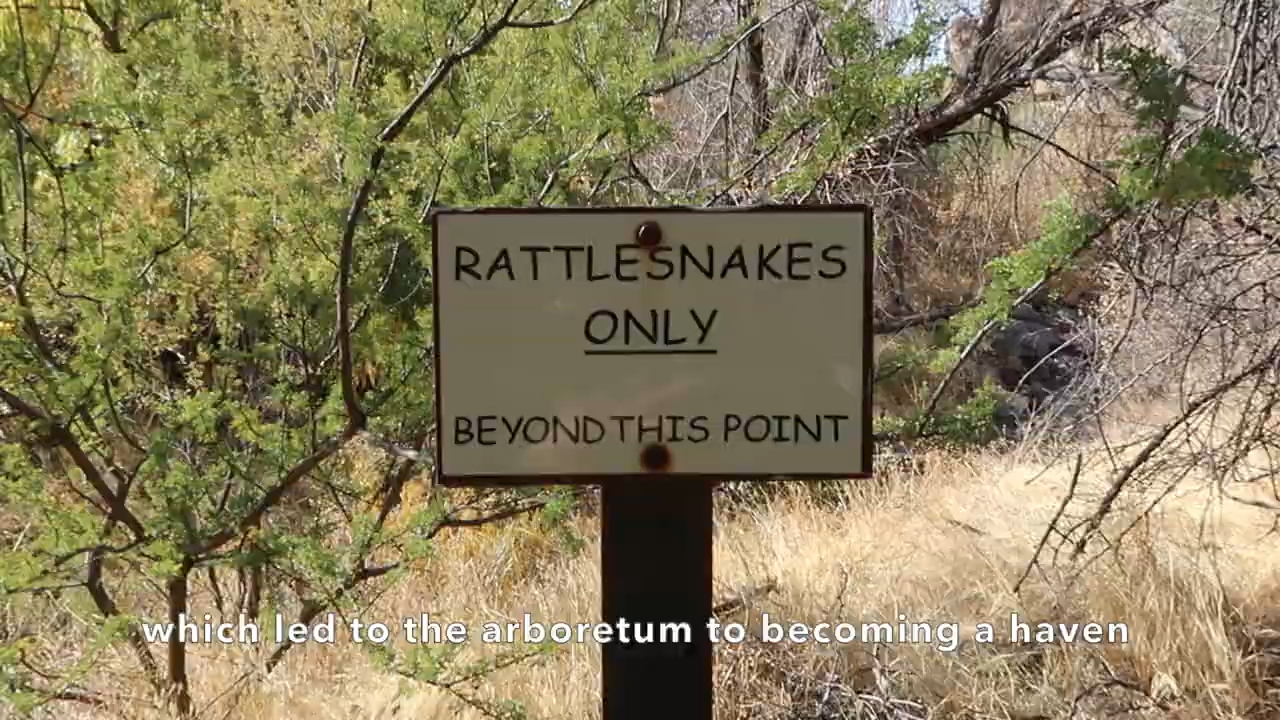 RATTLESNAKES
ONLY
BEYOND THIS POINT
which led to the arboretum to becoming a haven